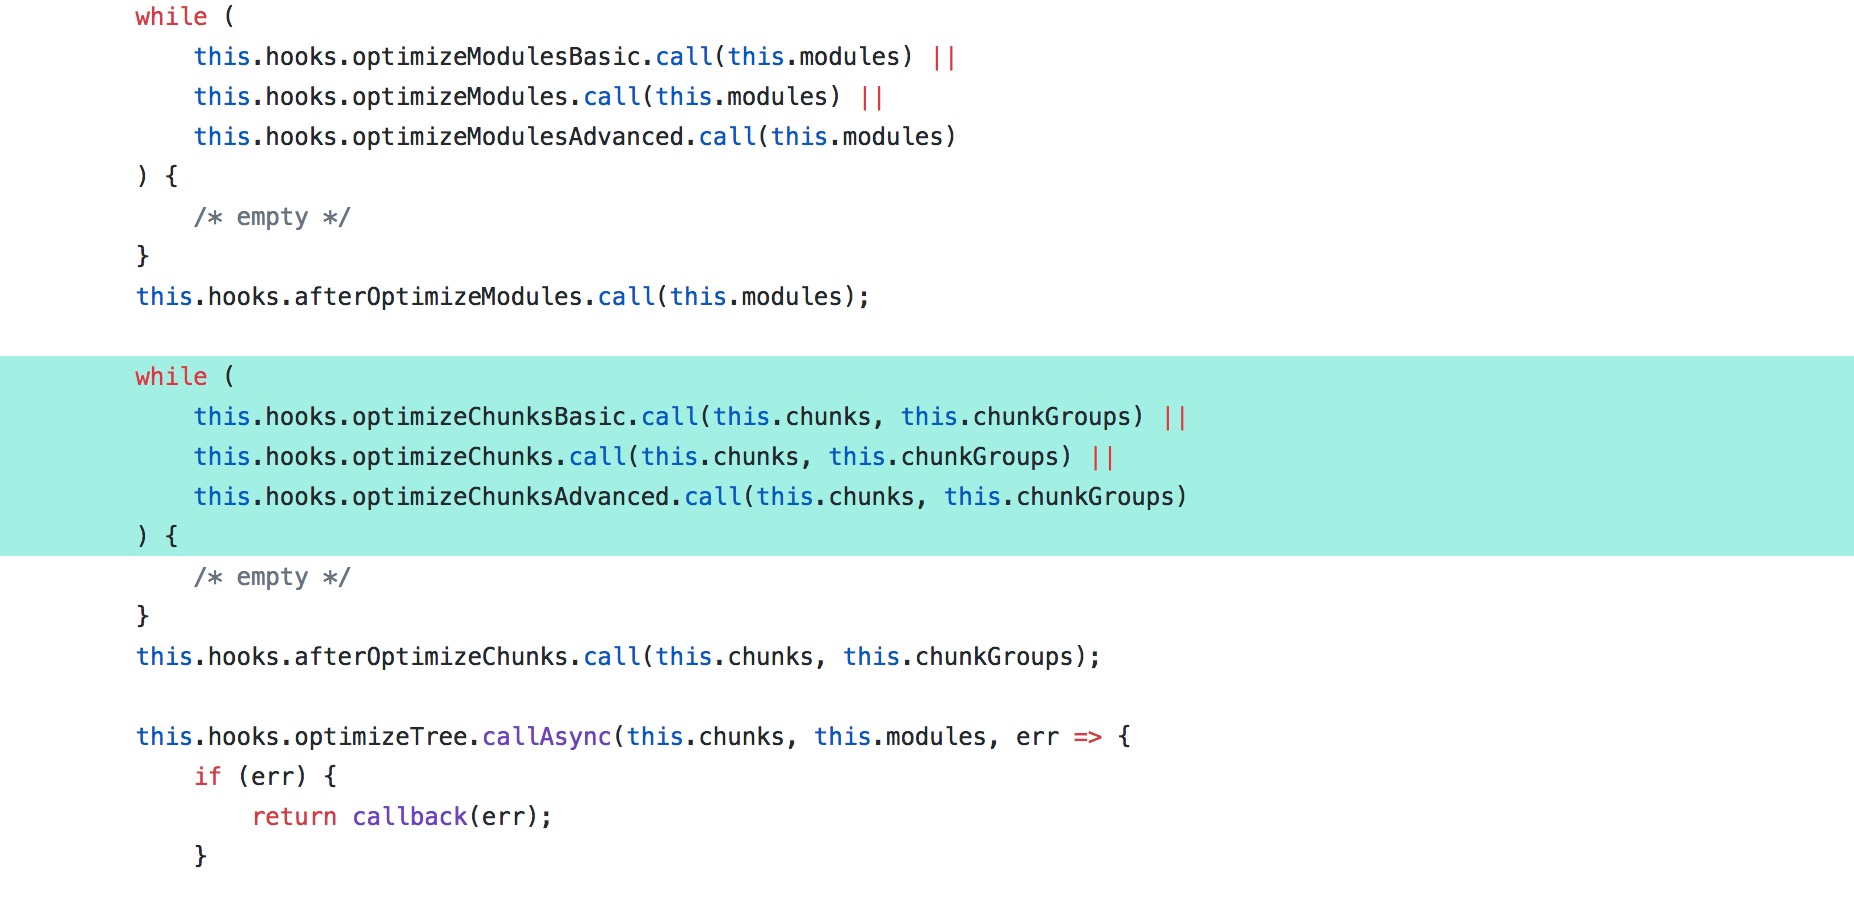 while (
this.hooks.optimizeModulesBasic.call(this.modules) ||
this.hooks.optimizeModules.call(this.modules) ||
this.hooks.optimizeModulesAdvanced.call(this.modules)
) {
/* empty */
}
this.hooks.afterOptimizeModules.call(this.modules);
while (
this.hooks.optimizeChunksBasic.call(this.chunks, this.chunkGroups) ||
this.hooks.optimizeChunks.call(this.chunks, this.chunkGroups) ||
this.hooks.optimizeChunksAdvanced.call(this.chunks, this.chunkGroups)
) {
/* empty */
}
this.hooks.afterOptimizeChunks.call(this.chunks, this.chunkGroups);
this.hooks.optimizeTree.callAsync(this.chunks, this.modules, err => {
if (err) {
return callback(err);
}